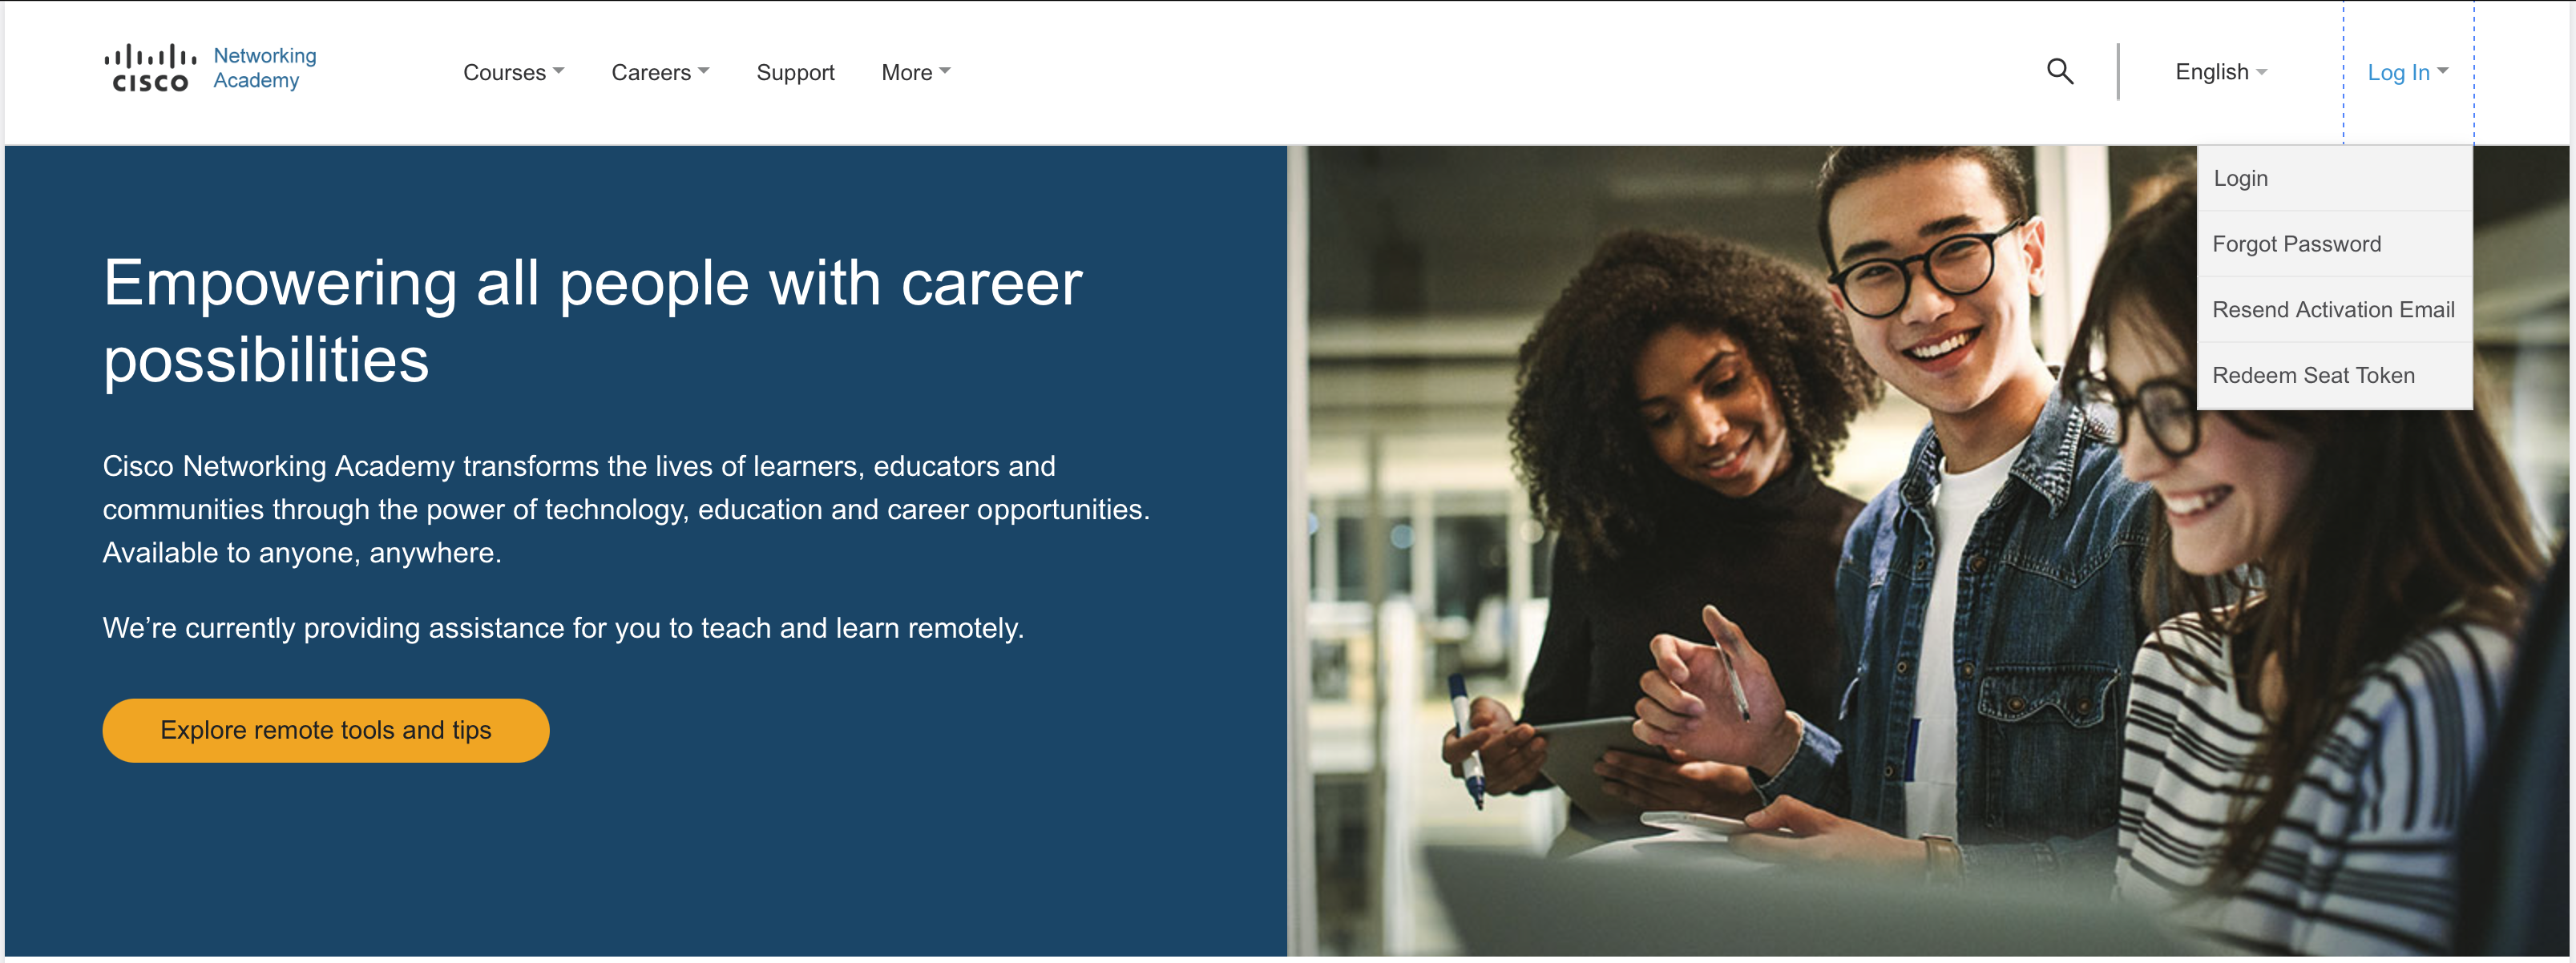 CISCO
Networking
Academy
Courses
Careers
Support
More
English
Log In
Login
Forgot Password
Resend Activation Email
Redeem Seat Token
Empowering all people with career
possibilities
Cisco Networking Academy transforms the lives of learners, educators and
communities through the power of technology, education and career opportunities.
Available to anyone, anywhere.
We’re currently providing assistance for you to teach and learn remotely.
Explore remote tools and tips